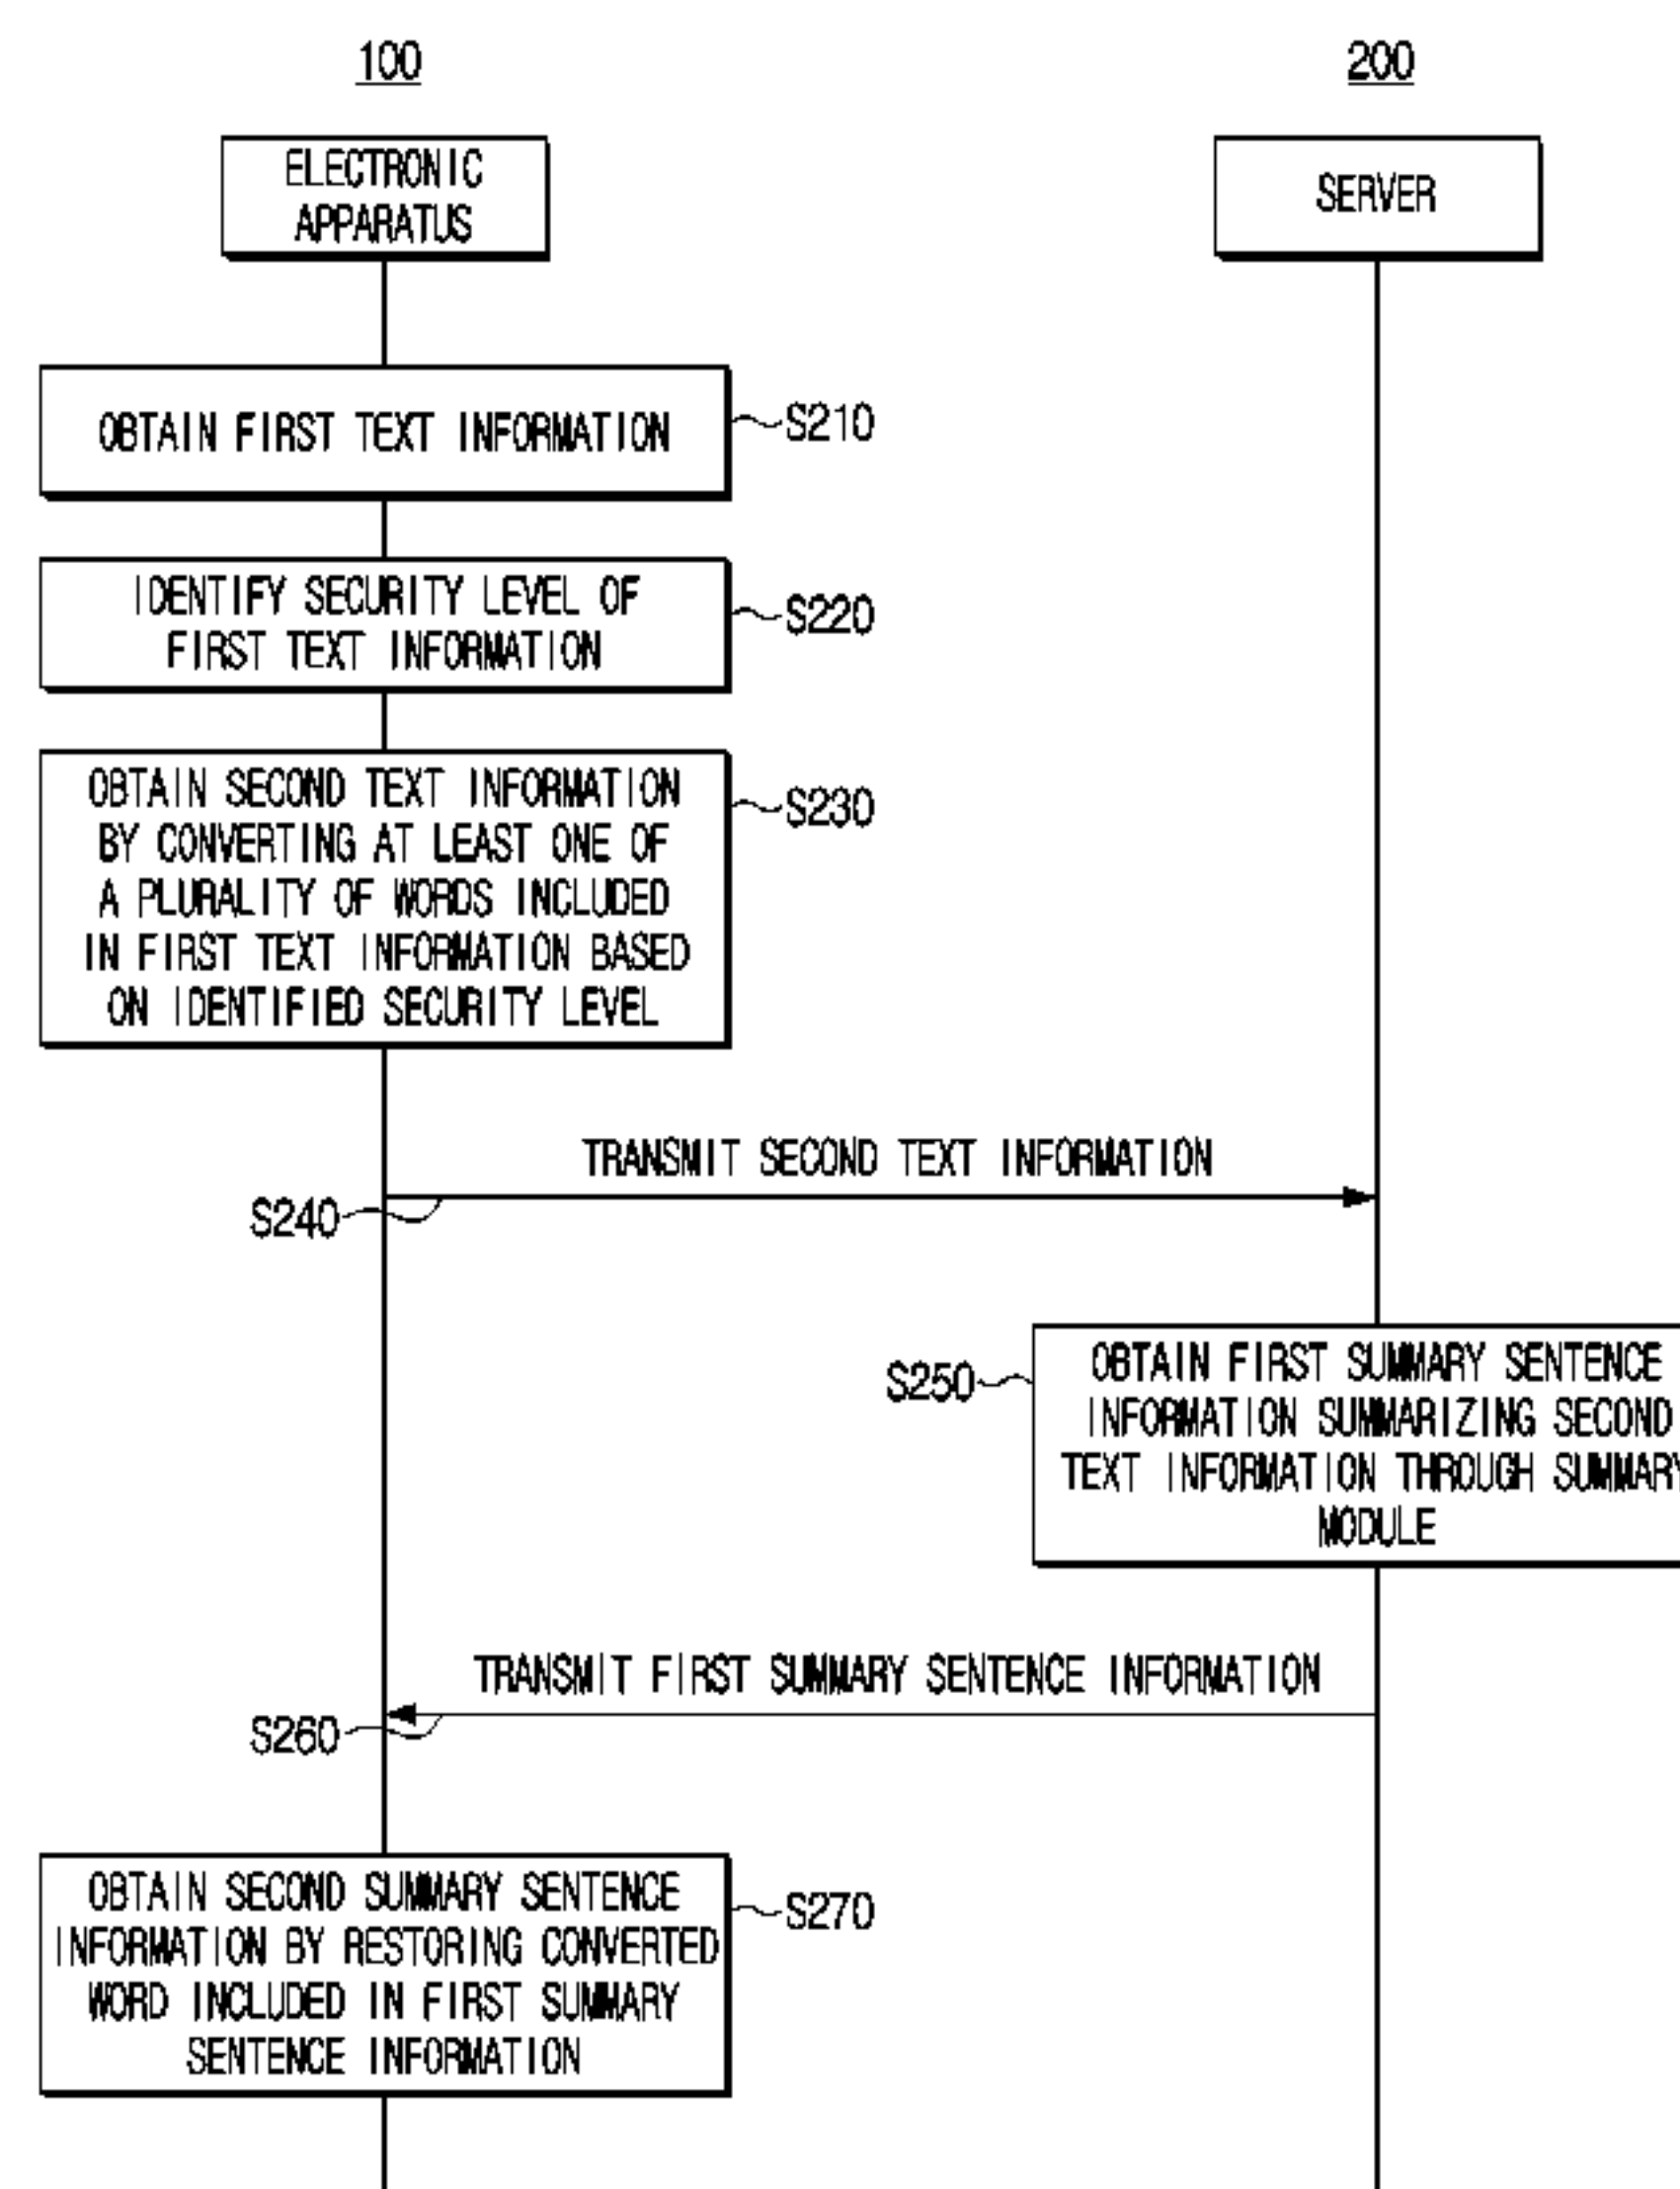 100
200
ELECTRONIC
APPARATUS
SERVER
OBTAIN FIRST TEXT INFORMATION
S210
IDENTIFY SECURITY LEVEL OF
FIRST TEXT INFORMATION
S220
OBTAIN SECOND TEXT INFORMATION
BY CONVERTING AT LEAST ONE OF
A PLURALITY OF WORDS INCLUDED
IN FIRST TEXT INFORMATION BASED
ON IDENTIFIED SECURITY LEVEL
S230
TRANSMIT SECOND TEXT INFORMATION
S240
S250
OBTAIN FIRST SUMMARY SENTENCE
INFORMATION SUMMARIZING SECOND
TEXT INFORMATION THROUGH SUMMARY
MODULE
TRANSMIT FIRST SUMMARY SENTENCE INFORMATION
S260
OBTAIN SECOND SUMMARY SENTENCE
INFORMATION BY RESTORING CONVERTED
WORD INCLUDED IN FIRST SUMMARY
SENTENCE INFORMATION
S270